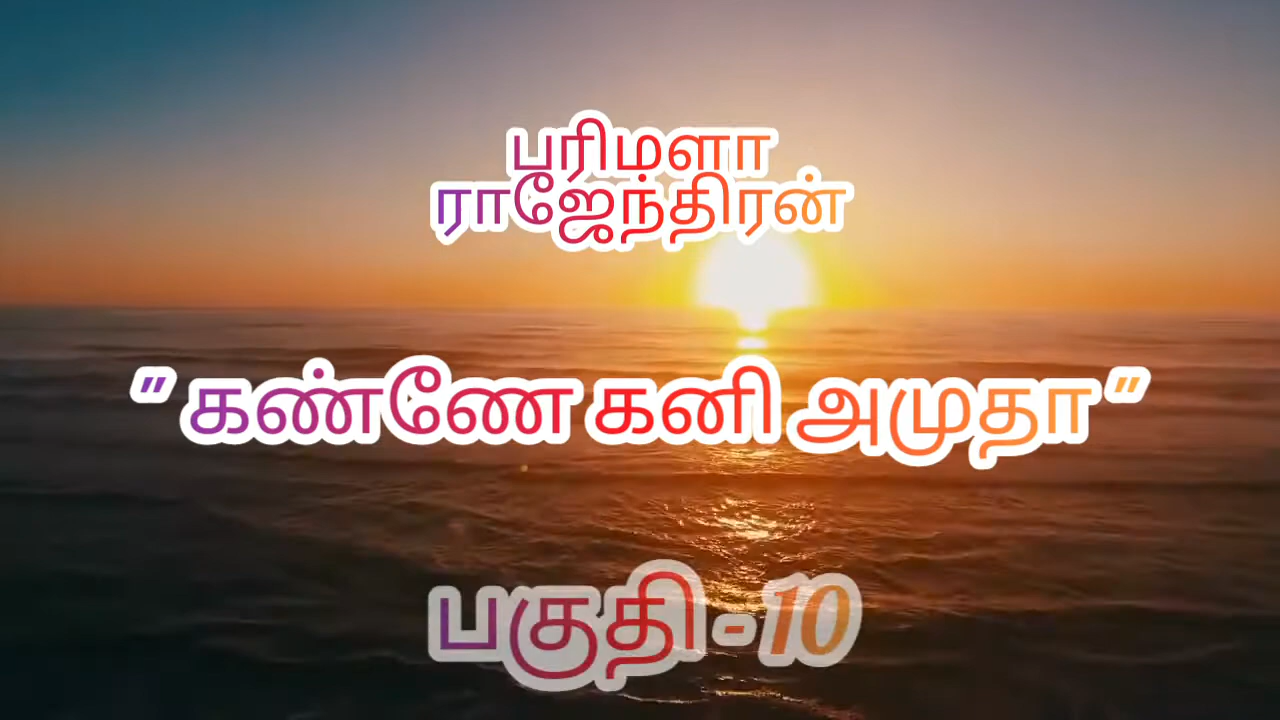 பரிமளா
ராஜேந்திரன்
" கண்ணே கனி அமுதா "
பகுதி - 10